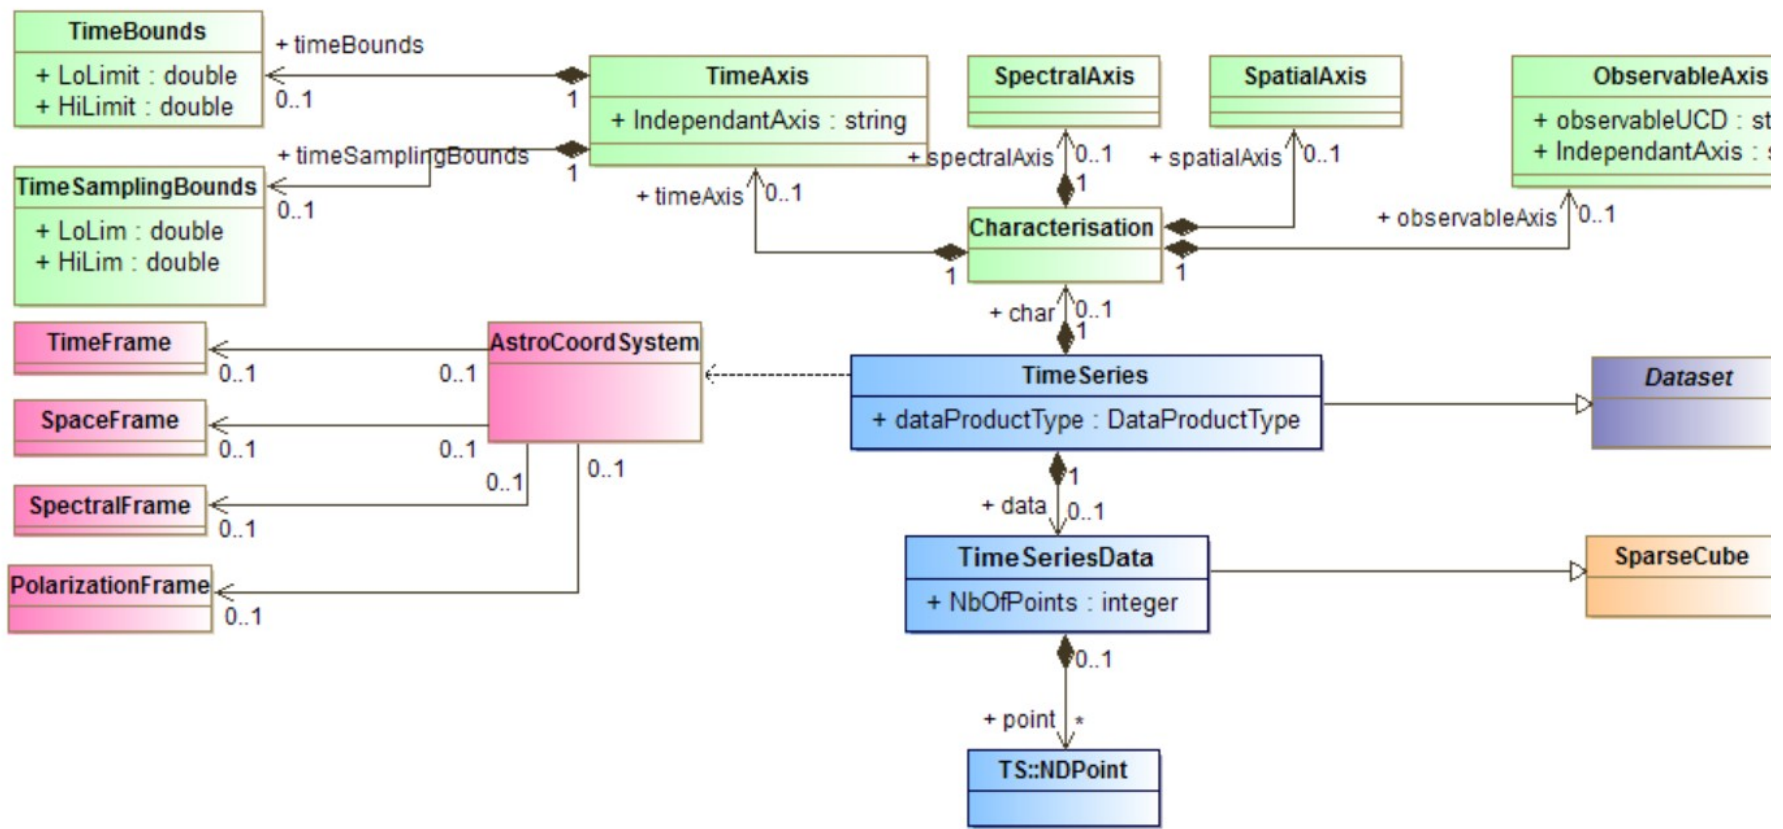 TimeBounds
+ LoLimit : double
+ HiLimit : double
+ timeBounds
0..1
1
TimeAxis
+ IndependantAxis : string
SpectralAxis
SpatialAxis
ObservableAxis
+ observableUCD : st
+ IndependantAxis : s
+ timeSamplingBounds
0..1
1
TimeSamplingBounds
+ LoLim : double
+ HiLim : double
+ timeAxis
0..1
1
+ spectralAxis
0..1
1
+ spatialAxis
0..1
+ observableAxis
0..1
1
Characterisation
+ char
0..1
1
TimeFrame
0..1
0..1
SpaceFrame
0..1
0..1
SpectralFrame
0..1
0..1
PolarizationFrame
0..1
0..1
AstroCoordSystem
TimeSeries
+ dataProductType : DataProductType
Dataset
1
+ data
0..1
TimeSeriesData
+ NbOfPoints : integer
SparseCube
0..1
+ point
*
TS::NDPoint